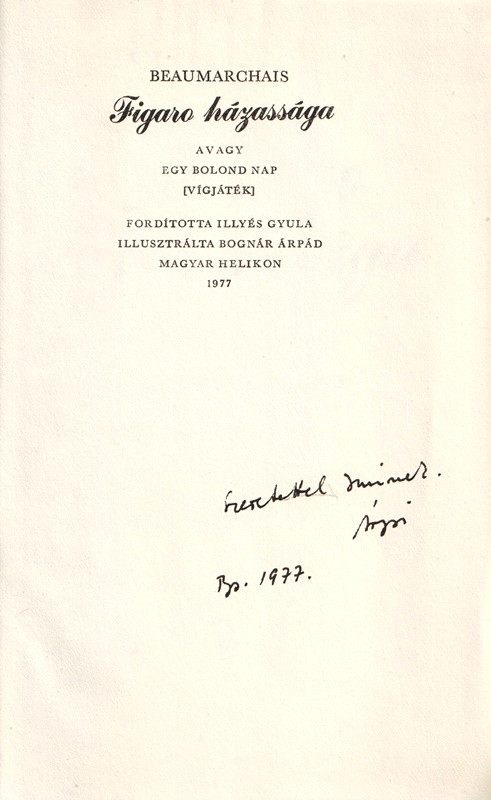 BEAUMARCHAIS
Figaro házassága
AVAGY
EGY BOLOND NAP
[VÍGJÁTÉK]
FORDÍTOTTA ILLYÉS GYULA
ILLUSZTRÁLTA BOGNÁR ÁRPÁD
MAGYAR HELIKON
1977
Szeretettel
Árpi
Bp. 1977.